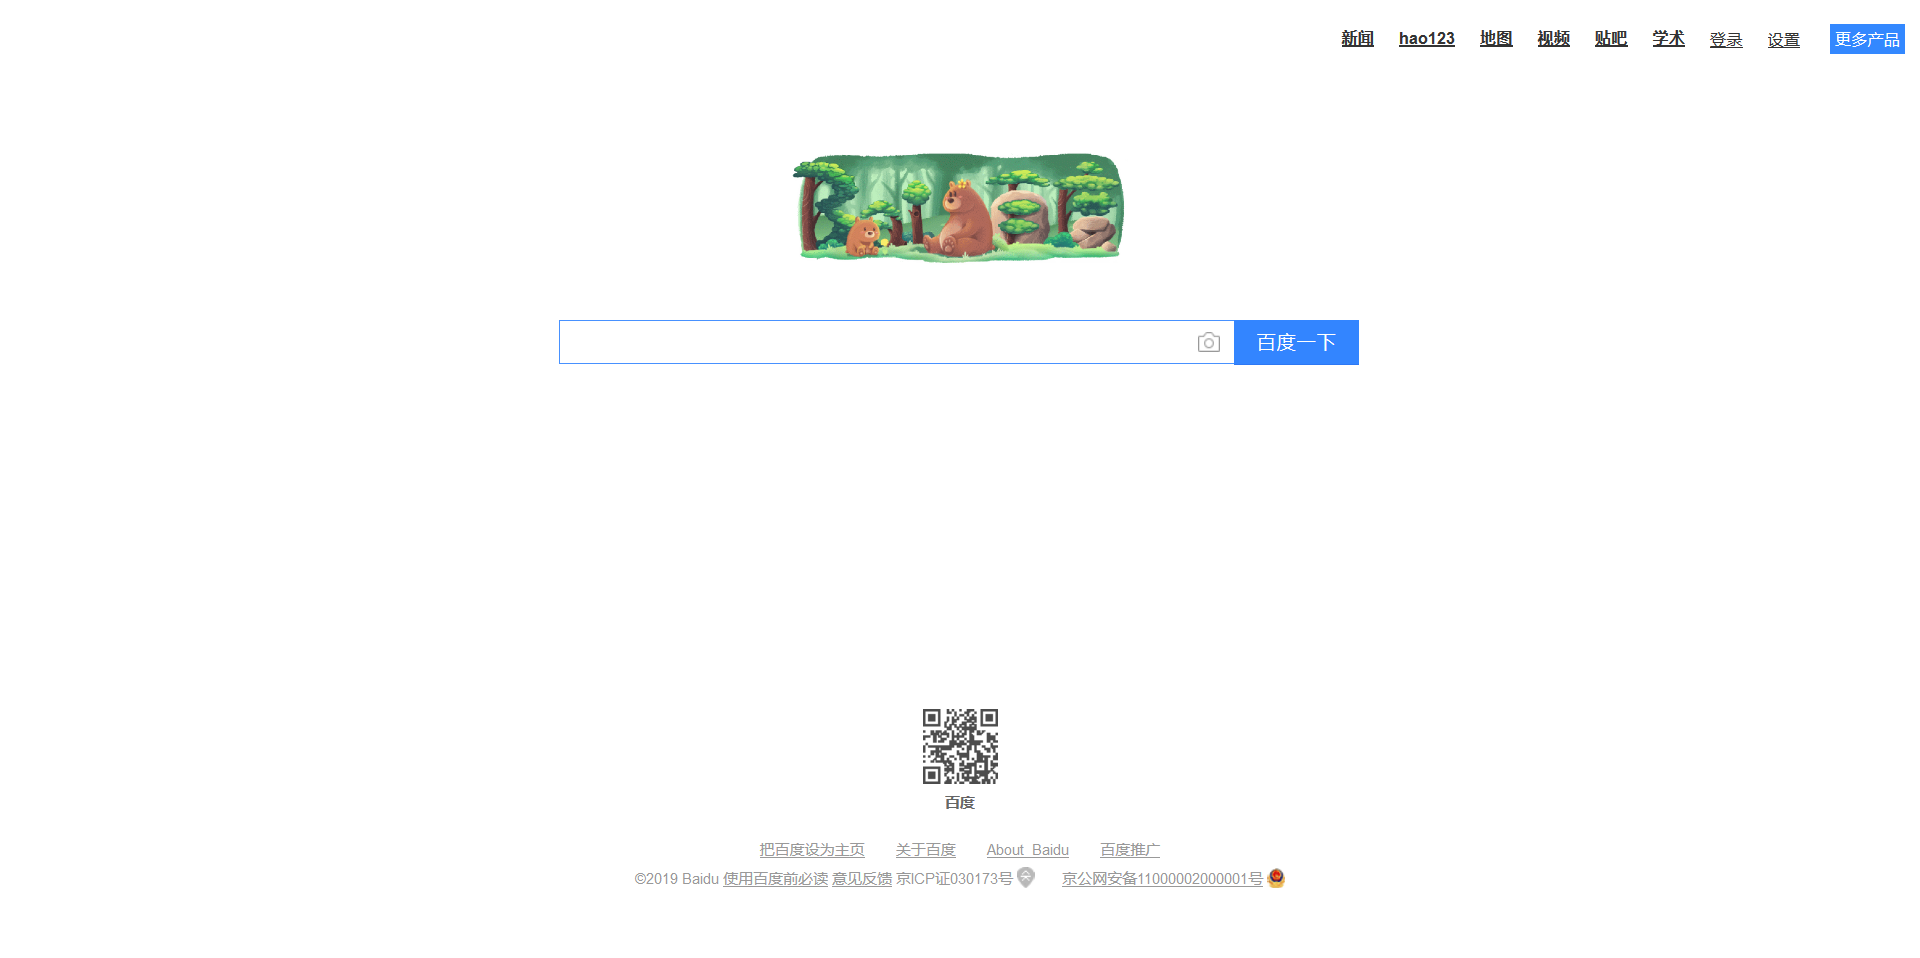 新闻 hao123 地图 视频 贴吧 学术 登录 设置 更多产品
百度一下
百度
把百度设为主页 关于百度 About Baidu 百度推广
©2019 Baidu 使用百度前必读 意见反馈 京ICP证030173号 京公网安备11000002000001号